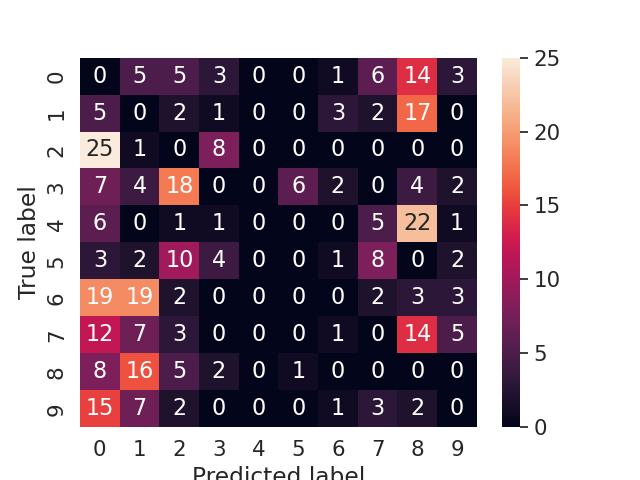 0 0 5 5 3 0 0 1 6 14 3
1 5 0 2 1 0 0 3 2 17 0
2 25 1 0 8 0 0 0 0 0 0
3 7 4 18 0 0 6 2 0 4 2
4 6 0 1 1 0 0 0 5 22 1
5 3 2 10 4 0 0 1 8 0 2
6 19 19 2 0 0 0 0 2 3 3
7 12 7 3 0 0 0 1 0 14 5
8 8 16 5 2 0 1 0 0 0 0
9 15 7 2 0 0 0 1 3 2 0
0 1 2 3 4 5 6 7 8 9
True label
Predicted label
25
20
15
10
5
0